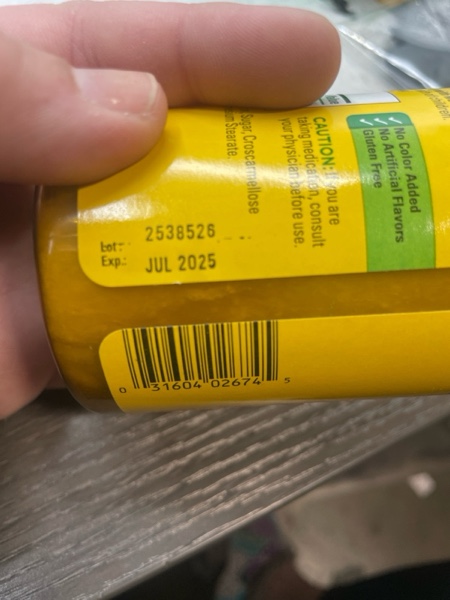 Sugar, Croscarmellose
um Stearate.
CAUTION: If you are
taking medication, consult
your physician before use.
No Color Added
No Artificial Flavors
Gluten Free
Lot: 2538526
Exp.: JUL 2025
0 31604 02674 5